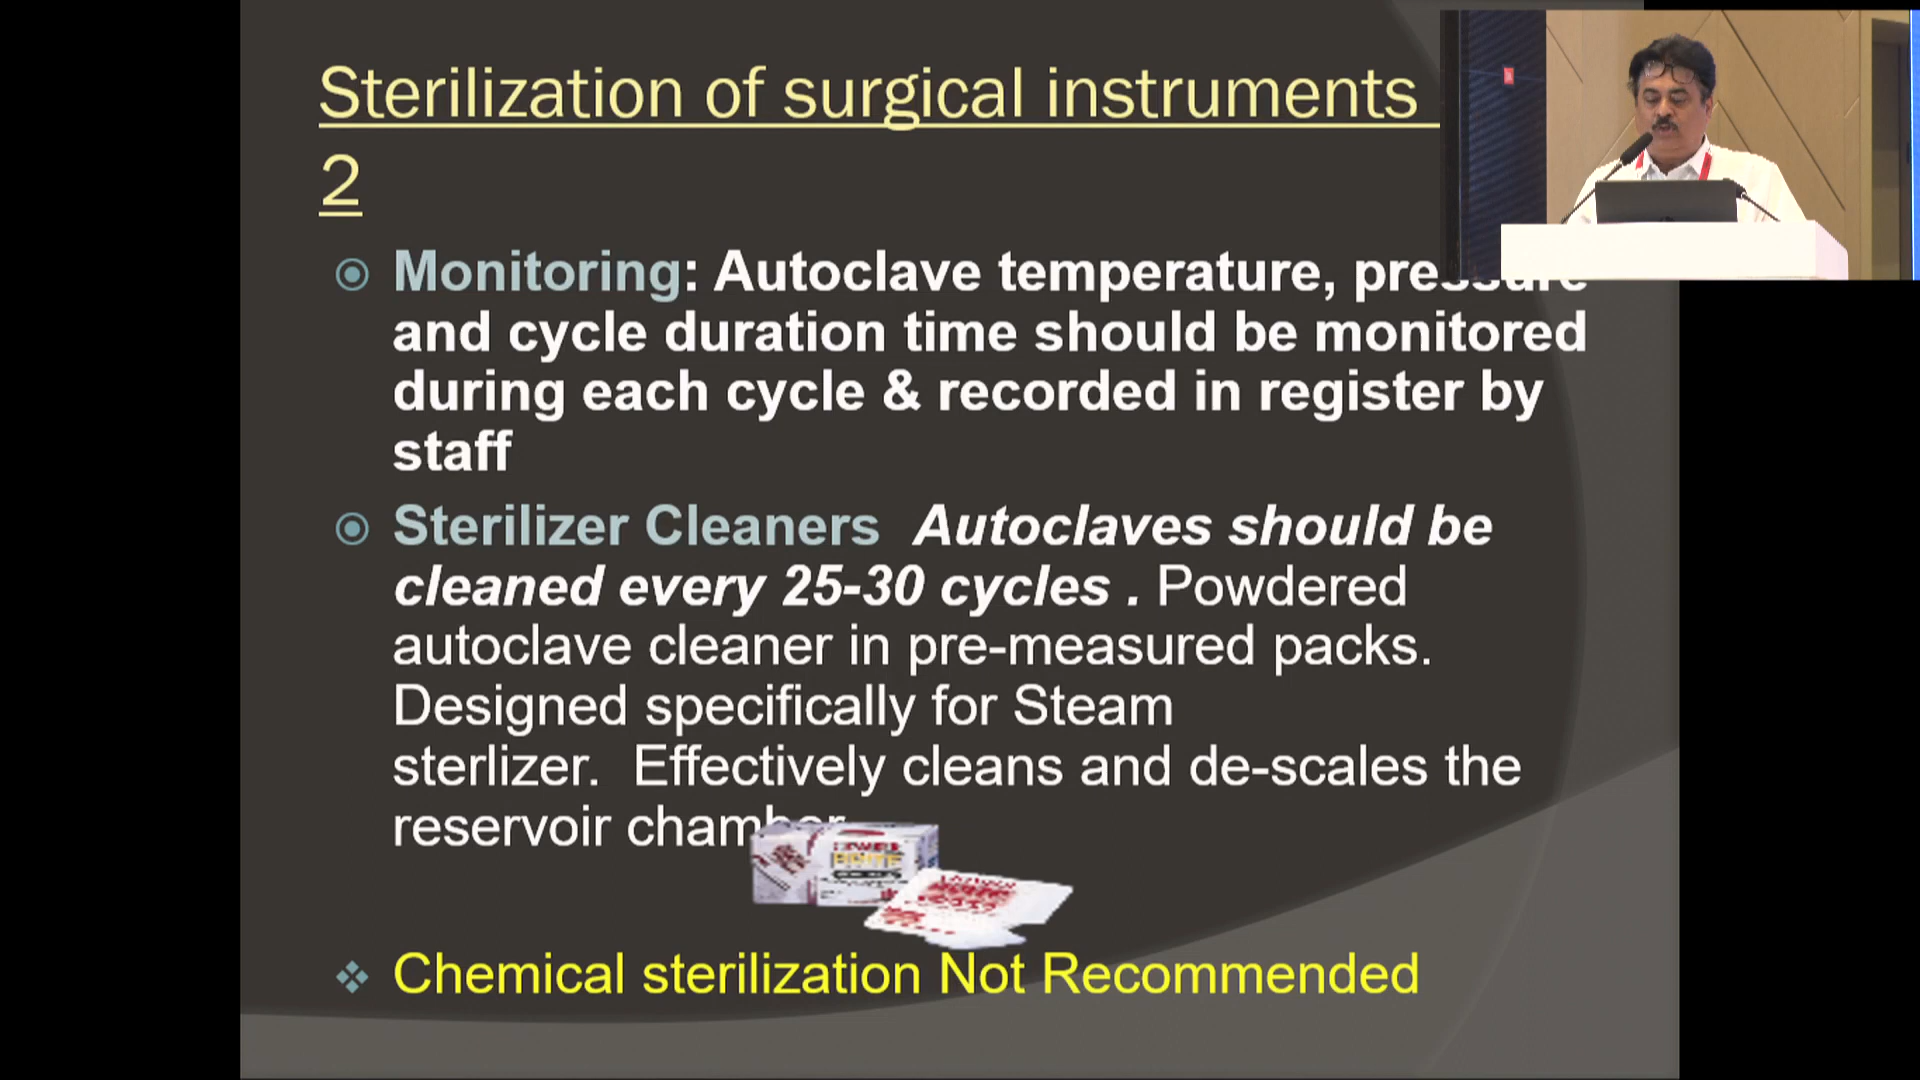 Sterilization of surgical instruments
2
Monitoring: Autoclave temperature, pressure
and cycle duration time should be monitored
during each cycle & recorded in register by
staff
Sterilizer Cleaners Autoclaves should be
cleaned every 25-30 cycles . Powdered
autoclave cleaner in pre-measured packs.
Designed specifically for Steam
sterlizer. Effectively cleans and de-scales the
reservoir chamber
Chemical sterilization Not Recommended